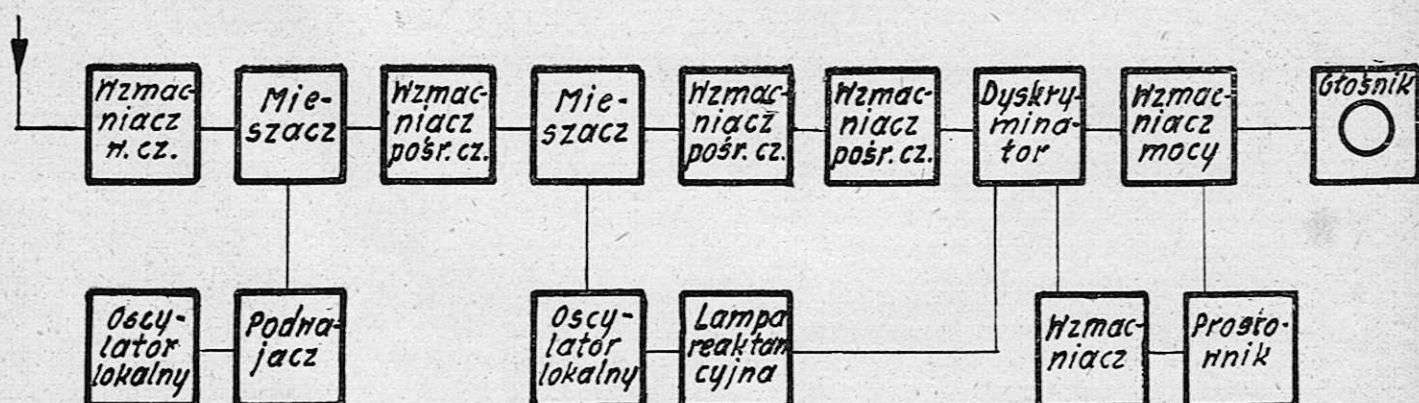 Wzmac-
niacz
w. cz.
Mie-
szacz
Wzmac-
niacz
pośr. cz.
Mie-
szacz
Wzmac-
niacz
pośr. cz.
Wzmac-
niacz
pośr. cz.
Dyskry-
mina-
tor
Wzmac-
niacz
mocy
Głośnik
Oscy-
lator
lokalny
Podwa-
jacz
Oscy-
lator
lokalny
Lampa
reaktan
cyjna
Wzmac-
niacz
Prosto-
wnik